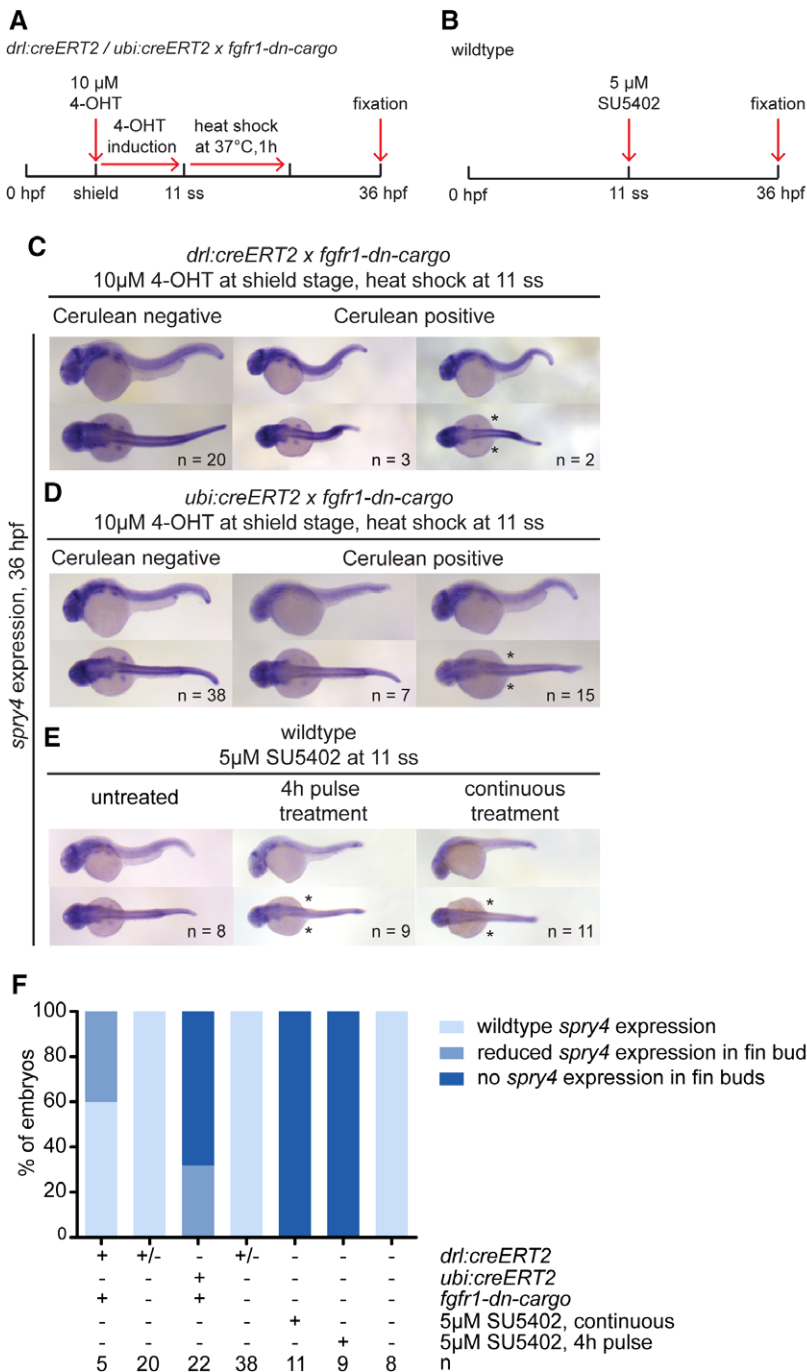 A
drl:creERT2 / ubi:creERT2 x fgfr1-dn-cargo
10 μM
4-OHT
4-OHT
induction
heat shock
at 37°C,1h
fixation
0 hpf
shield
11 ss
36 hpf
B
wildtype
5 μM
SU5402
fixation
0 hpf
11 ss
36 hpf
spry4 expression, 36 hpf
C
drl:creERT2 x fgfr1-dn-cargo
10μM 4-OHT at shield stage, heat shock at 11 ss
Cerulean negative
Cerulean positive
* *
n = 20
n = 3
n = 2
D
ubi:creERT2 x fgfr1-dn-cargo
10μM 4-OHT at shield stage, heat shock at 11 ss
Cerulean negative
Cerulean positive
* *
n = 38
n = 7
n = 15
E
wildtype
5μM SU5402 at 11 ss
untreated
4h pulse
treatment
continuous
treatment
* *
* *
n = 8
n = 9
n = 11
F
% of embryos
100
80
60
40
20
0
wildtype spry4 expression
reduced spry4 expression in fin bud
no spry4 expression in fin buds
+ +/- - +/- - - - drl:creERT2
- - + - - - - ubi:creERT2
+ - + - - - - fgfr1-dn-cargo
- - - - + - - 5μM SU5402, continuous
- - - - - + - 5μM SU5402, 4h pulse
5 20 22 38 11 9 8 n